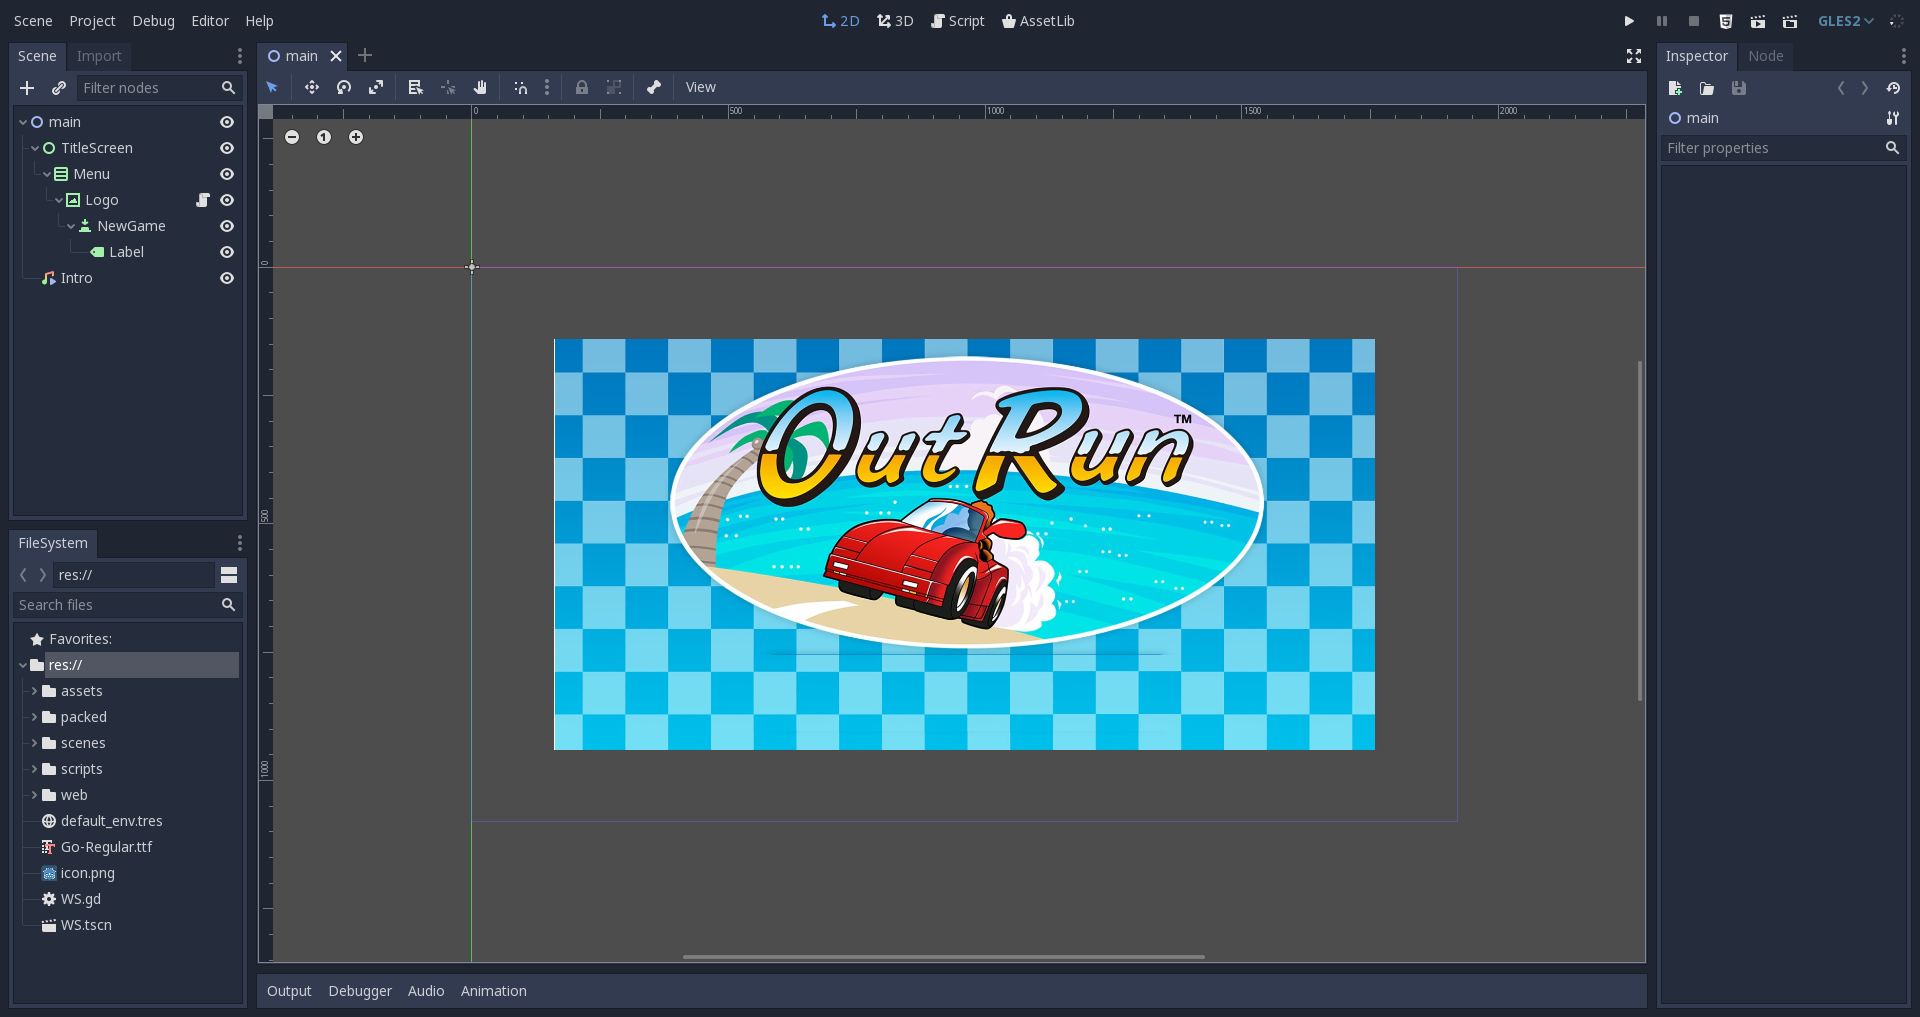 Scene Project Debug Editor Help
2D 3D Script AssetLib
GLES2
Scene Import
Filter nodes
main
TitleScreen
Menu
Logo
NewGame
Label
Intro
FileSystem
res://
Search files
Favorites:
res://
assets
packed
scenes
scripts
web
default_env.tres
Go-Regular.ttf
icon.png
WS.gd
WS.tscn
main
View
0 500 1000 1500 2000
1
0
500
1000
OutRun™
Output Debugger Audio Animation
Inspector Node
main
Filter properties